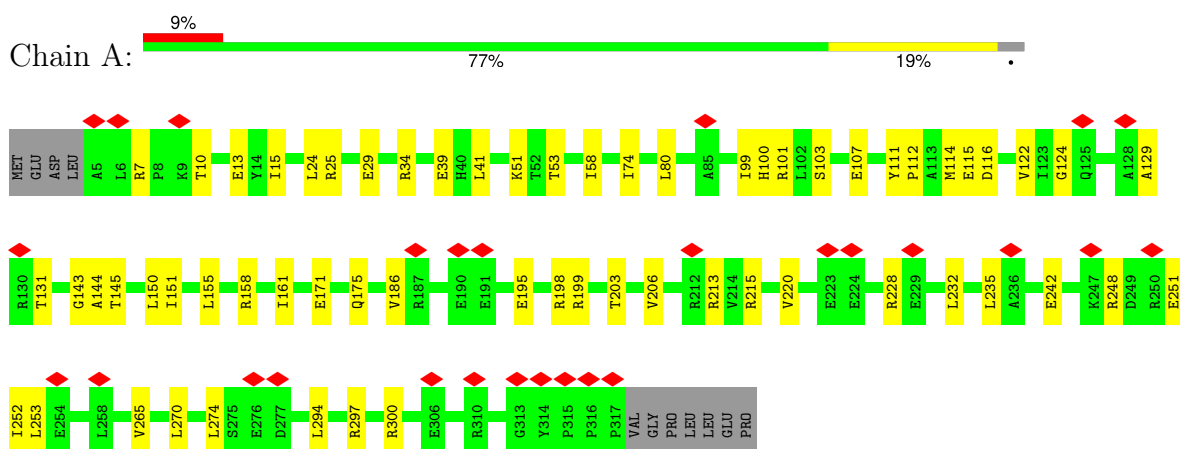 9%
Chain A:
77% 19% •
MET GLU ASP LEU A5 L6 R7 P8 K9 T10 E13 Y14 I15 L24 R25 E29 R34 E39 H40 L41 K51 T52 T53 I58 I74 L80 A85 I99 H100 R101 L102 S103 E107 Y111 P112 A113 M114 E115 D116 V122 I123 G124 Q125 A128 A129
R130 T131 G143 A144 T145 L150 I151 L155 R158 I161 E171 Q175 V186 R187 E190 E191 E195 R198 R199 T203 V206 R212 R213 V214 R215 V220 E223 E224 R228 E229 L232 L235 A236 E242 K247 R248 D249 R250 E251
I252 L253 E254 L258 V265 L270 L274 S275 E276 D277 L294 R297 R300 E306 R310 G313 Y314 P315 P316 P317 VAL GLY PRO LEU LEU GLU PRO